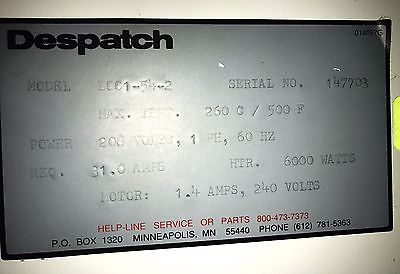 Despatch
014097G
MODEL LCC1-54-2 SERIAL NO. 147703
MAX. TEMP. 260 C / 500 F
POWER 200 VOLTS, 1 PH, 60 HZ
REQ. 31.0 AMPS HTR. 6000 WATTS
MOTOR: 1.4 AMPS, 240 VOLTS
HELP-LINE SERVICE OR PARTS 800-473-7373
P.O. BOX 1320 MINNEAPOLIS, MN 55440 PHONE (612) 781-5363